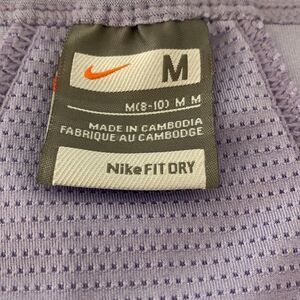 M
M(8-10) M M
MADE IN CAMBODIA
FABRIQUE AU CAMBODGE
Nike FIT DRY